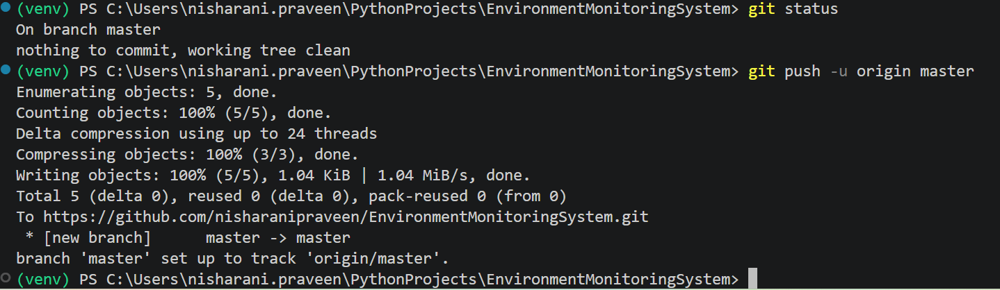 (venv) PS C:\Users\nisharani.praveen\PythonProjects\EnvironmentMonitoringSystem> git status
On branch master
nothing to commit, working tree clean
(venv) PS C:\Users\nisharani.praveen\PythonProjects\EnvironmentMonitoringSystem> git push -u origin master
Enumerating objects: 5, done.
Counting objects: 100% (5/5), done.
Delta compression using up to 24 threads
Compressing objects: 100% (3/3), done.
Writing objects: 100% (5/5), 1.04 KiB | 1.04 MiB/s, done.
Total 5 (delta 0), reused 0 (delta 0), pack-reused 0 (from 0)
To https://github.com/nisharanipraveen/EnvironmentMonitoringSystem.git
 * [new branch]      master -> master
branch 'master' set up to track 'origin/master'.
(venv) PS C:\Users\nisharani.praveen\PythonProjects\EnvironmentMonitoringSystem>